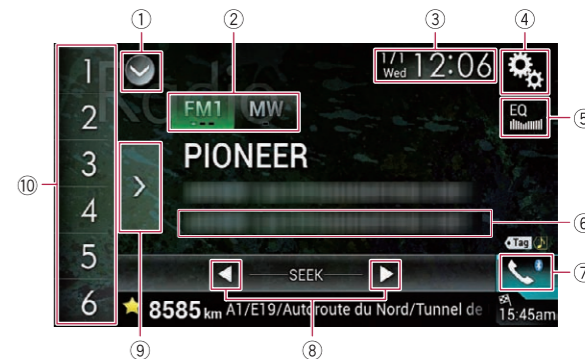 ① ② ③ ④
1 1/1 Wed 12:06
Radio
FM1 MW
EQ
⑤
2
PIONEER
3
⑩
4
⑥
5
Tag
SEEK
⑦
6
8585 km A1/E19/Autoroute du Nord/Tunnel de
15:45am
⑨ ⑧